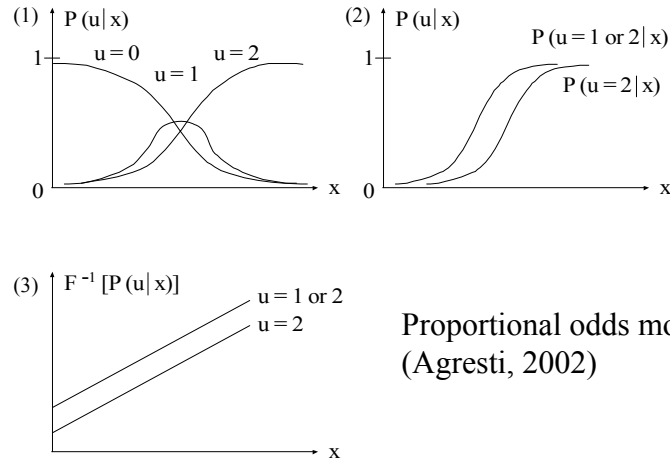 (1) P (u | x)
1
u = 0
u = 1
u = 2
0
x
(2) P (u | x)
1
P (u = 1 or 2 | x)
P (u = 2 | x)
0
x
(3) F⁻¹ [P (u | x)]
u = 1 or 2
u = 2
x
Proportional odds mo
(Agresti, 2002)